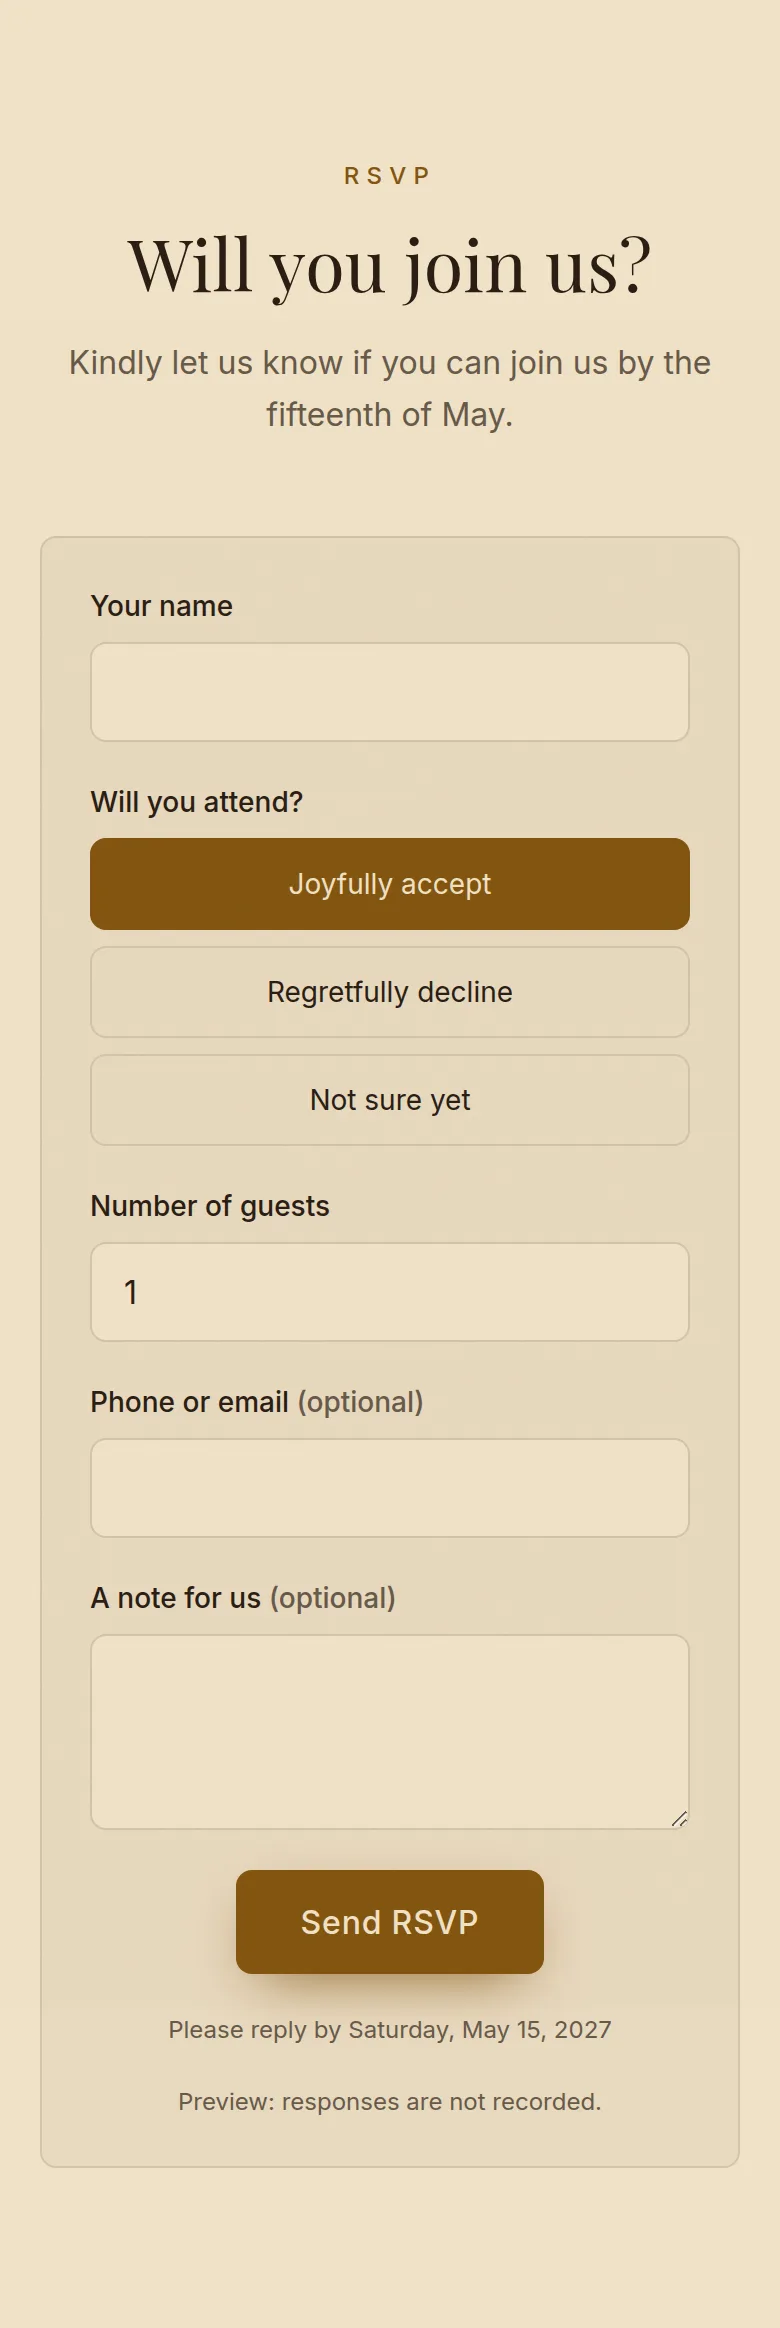 RSVP
Will you join us?
Kindly let us know if you can join us by the
fifteenth of May.
Your name
Will you attend?
Joyfully accept
Regretfully decline
Not sure yet
Number of guests
1
Phone or email (optional)
A note for us (optional)
Send RSVP
Please reply by Saturday, May 15, 2027
Preview: responses are not recorded.